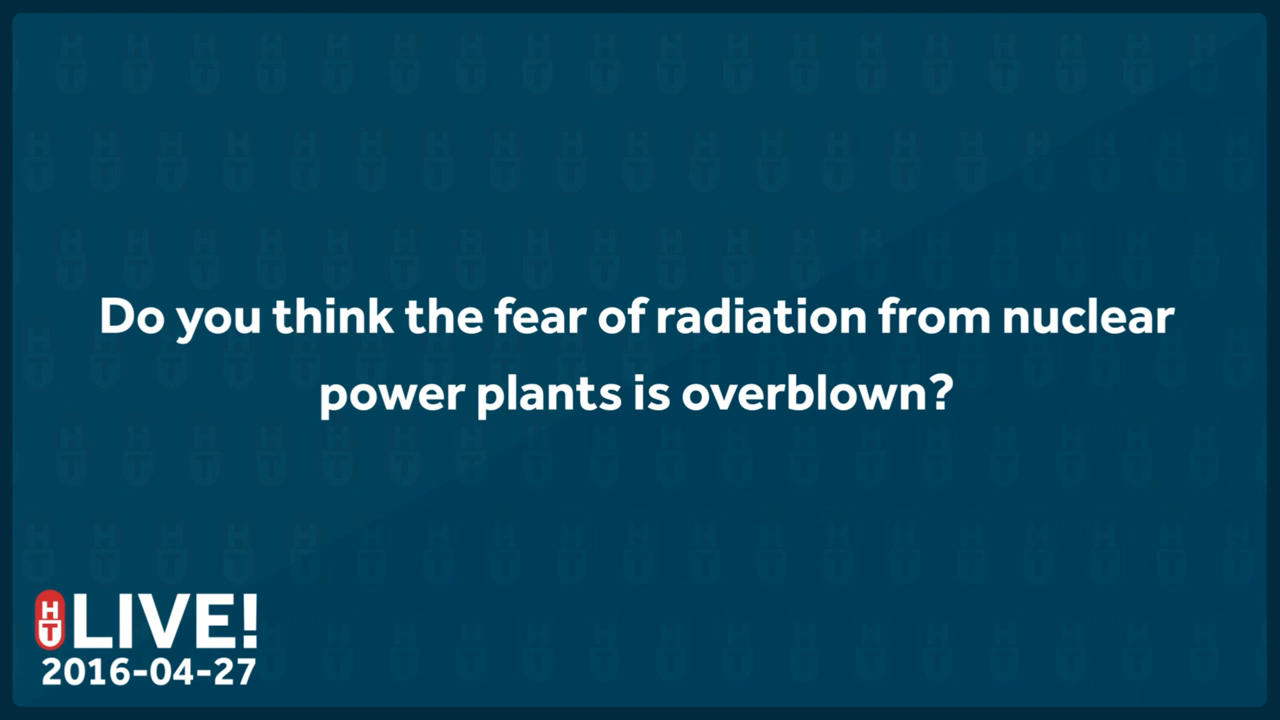 Do you think the fear of radiation from nuclear
power plants is overblown?
HT LIVE!
2016-04-27